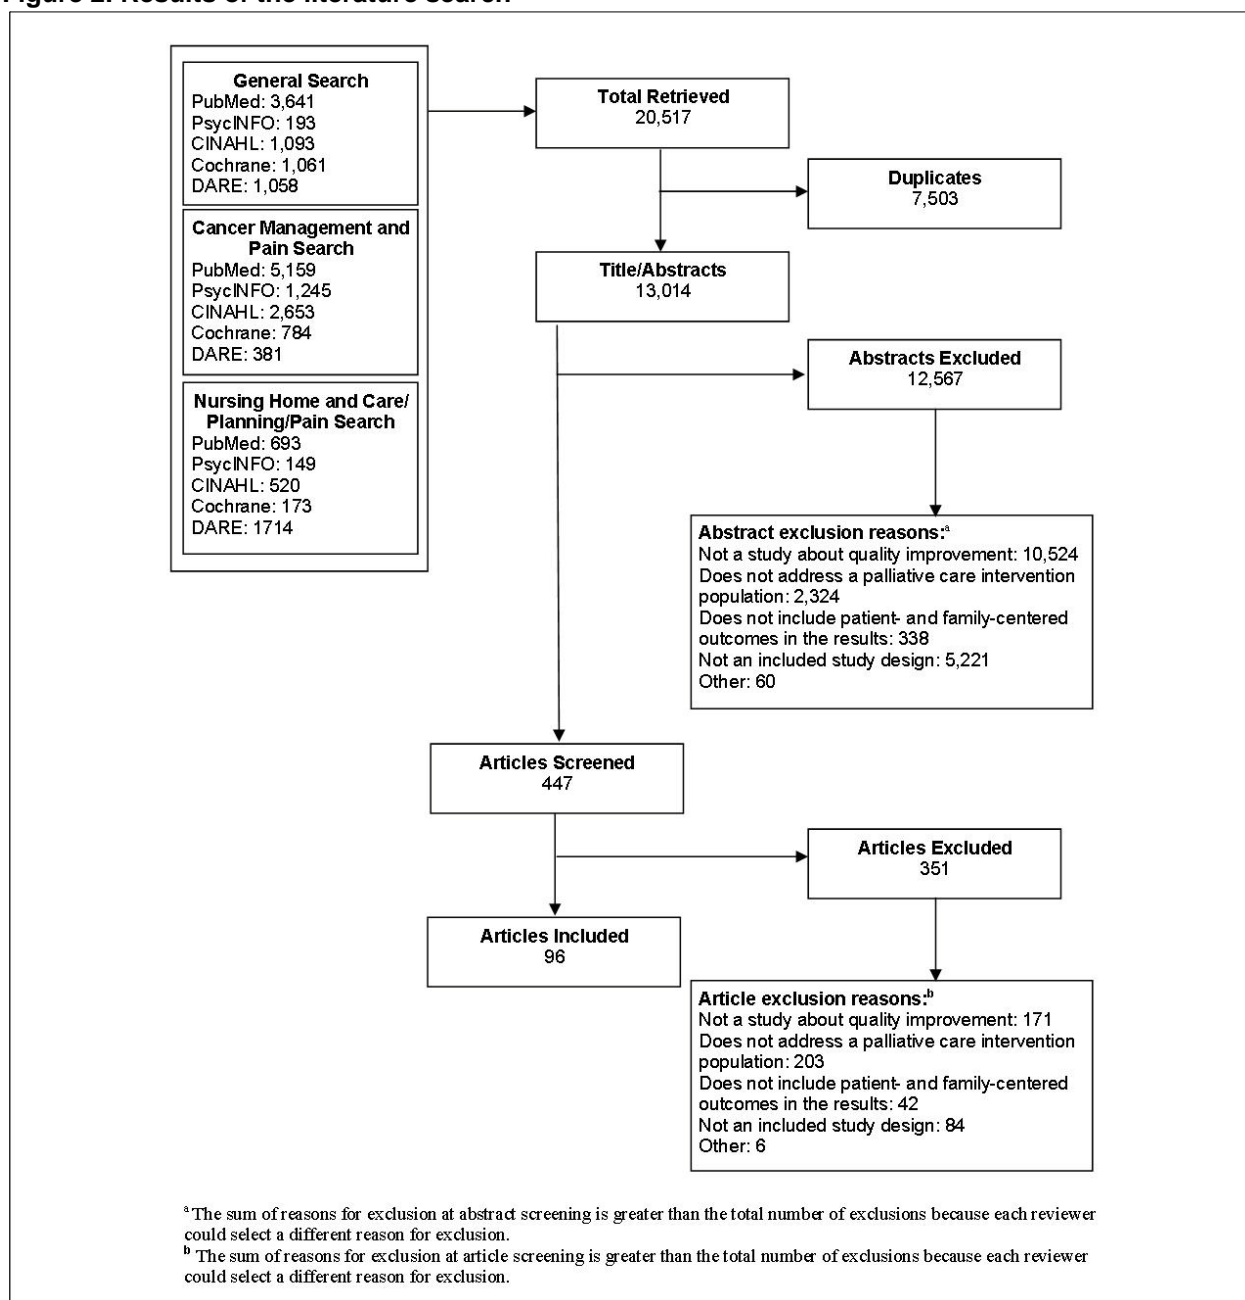 Figure 2. Results of the literature search
General Search
PubMed: 3,641
PsycINFO: 193
CINAHL: 1,093
Cochrane: 1,061
DARE: 1,058
Total Retrieved
20,517
Duplicates
7,503
Cancer Management and
Pain Search
PubMed: 5,159
PsycINFO: 1,245
CINAHL: 2,653
Cochrane: 784
DARE: 381
Title/Abstracts
13,014
Abstracts Excluded
12,567
Nursing Home and Care/
Planning/Pain Search
PubMed: 693
PsycINFO: 149
CINAHL: 520
Cochrane: 173
DARE: 1714
Abstract exclusion reasons:a
Not a study about quality improvement: 10,524
Does not address a palliative care intervention
population: 2,324
Does not include patient- and family-centered
outcomes in the results: 338
Not an included study design: 5,221
Other: 60
Articles Screened
447
Articles Excluded
351
Articles Included
96
Article exclusion reasons:b
Not a study about quality improvement: 171
Does not address a palliative care intervention
population: 203
Does not include patient- and family-centered
outcomes in the results: 42
Not an included study design: 84
Other: 6
a The sum of reasons for exclusion at abstract screening is greater than the total number of exclusions because each reviewer
could select a different reason for exclusion.
b The sum of reasons for exclusion at article screening is greater than the total number of exclusions because each reviewer
could select a different reason for exclusion.